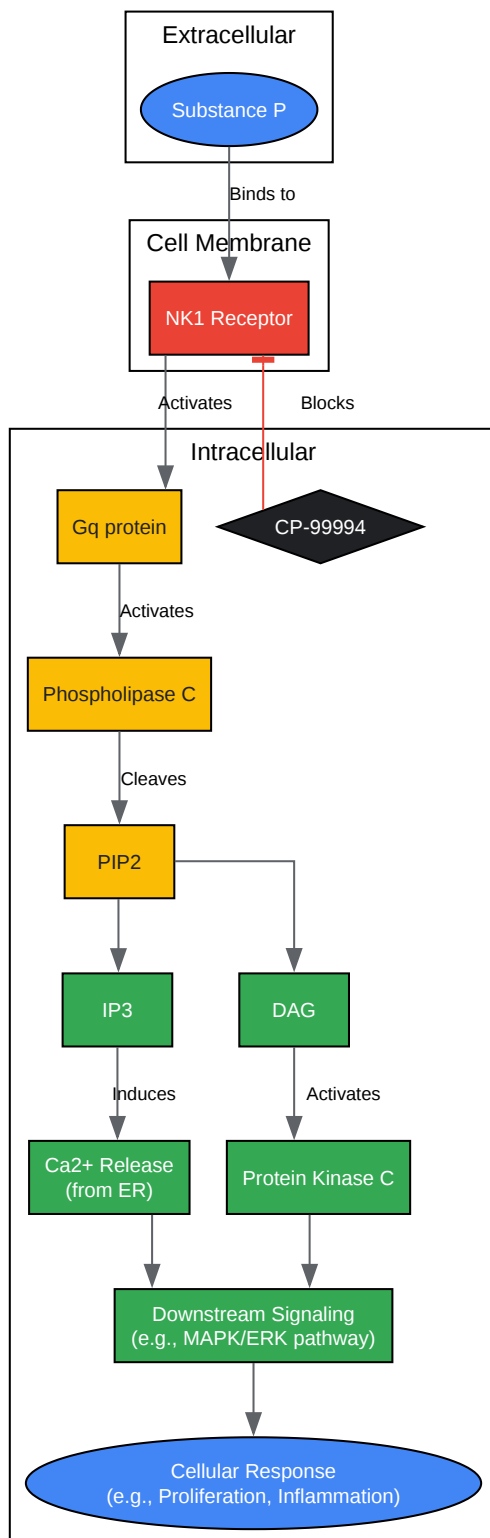 Extracellular
Substance P
Binds to
Cell Membrane
NK1 Receptor
Activates
Blocks
Intracellular
Gq protein
CP-99994
Activates
Phospholipase C
Cleaves
PIP2
IP3
DAG
Induces
Activates
Ca2+ Release
(from ER)
Protein Kinase C
Downstream Signaling
(e.g., MAPK/ERK pathway)
Cellular Response
(e.g., Proliferation, Inflammation)